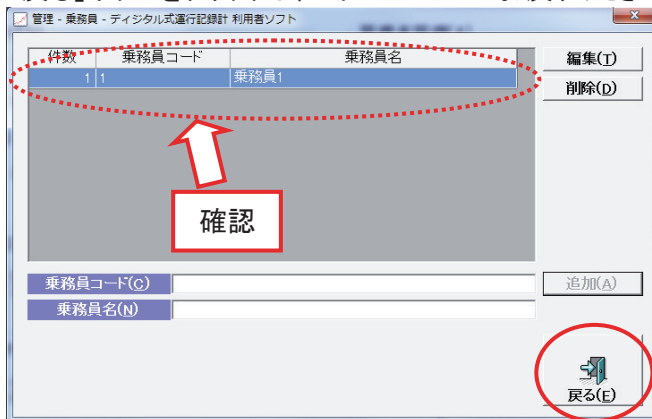 管理 - 乗務員 - ディジタル式運行記録計 利用者ソフト
件数 乗務員コード 乗務員名
1 1 乗務員1
編集(T)
削除(D)
確認
乗務員コード(C)
追加(A)
乗務員名(N)
戻る(E)